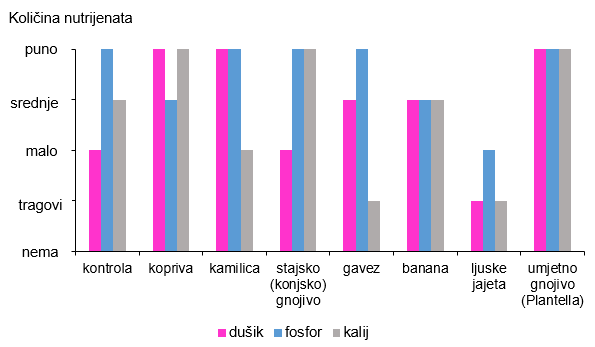 Količina nutrijenata
puno
srednje
malo
tragovi
nema
kontrola kopriva kamilica stajsko gavez banana ljuske umjetno
(konjsko) jajeta gnojivo
gnojivo (Plantella)
dušik fosfor kalij